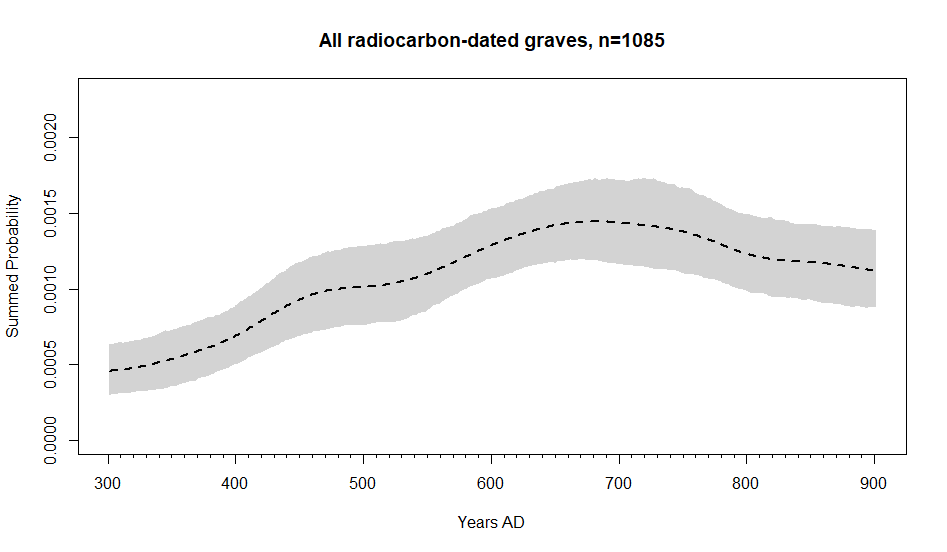 All radiocarbon-dated graves, n=1085
0.0020
0.0015
0.0010
0.0005
0.0000
Summed Probability
300 400 500 600 700 800 900
Years AD